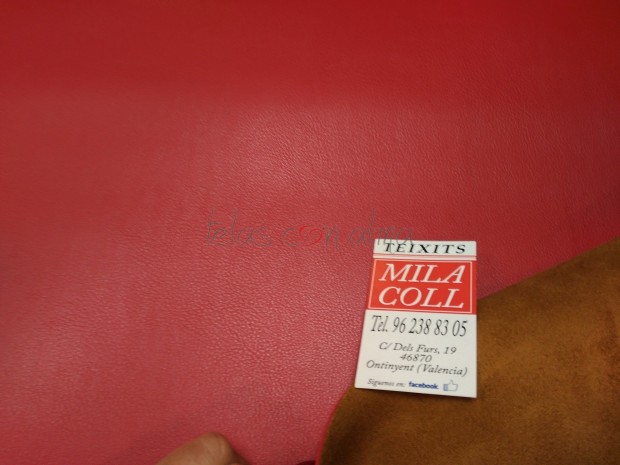 telas con alma
TEIXITS
MILA
COLL
Tel. 96 238 83 05
C/ Dels Furs, 19
46870
Ontinyent (Valencia)
Siguenos en: facebook